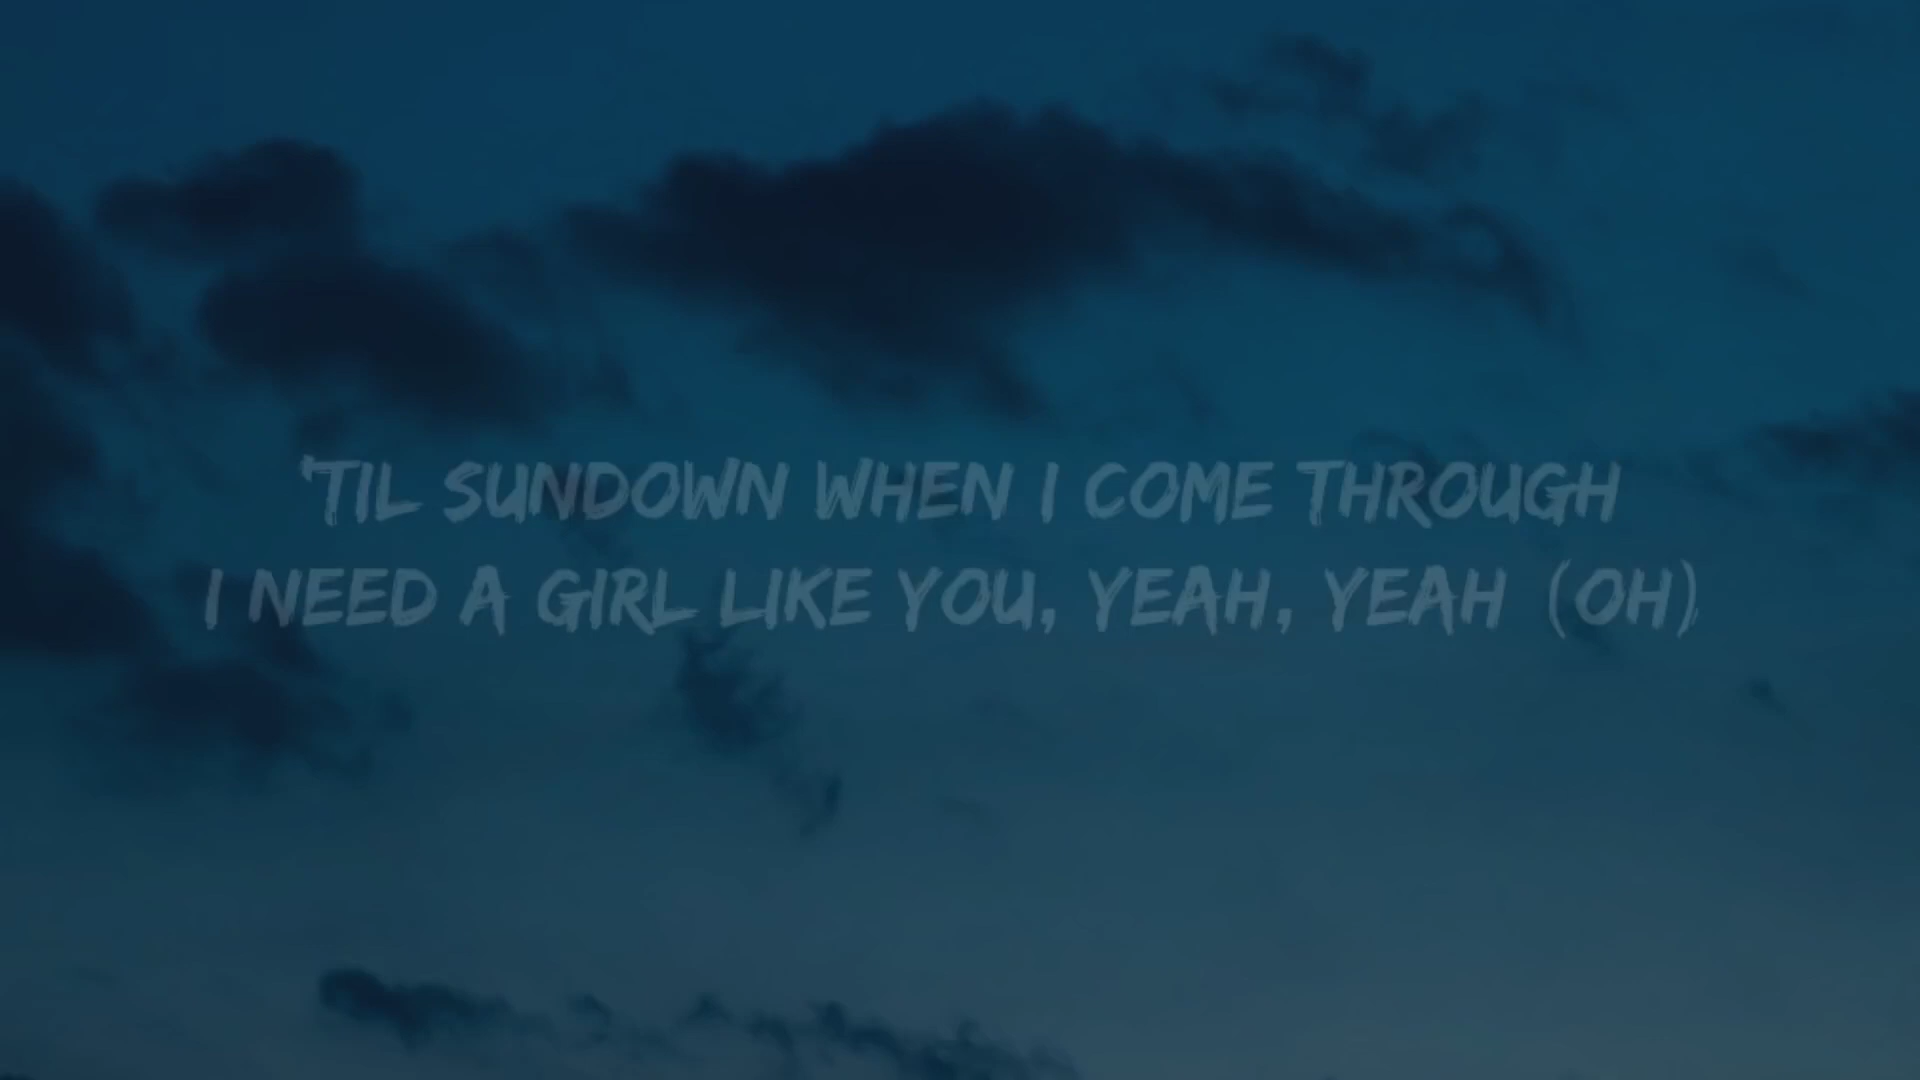 'TIL SUNDOWN WHEN I COME THROUGH
I NEED A GIRL LIKE YOU, YEAH, YEAH (OH)